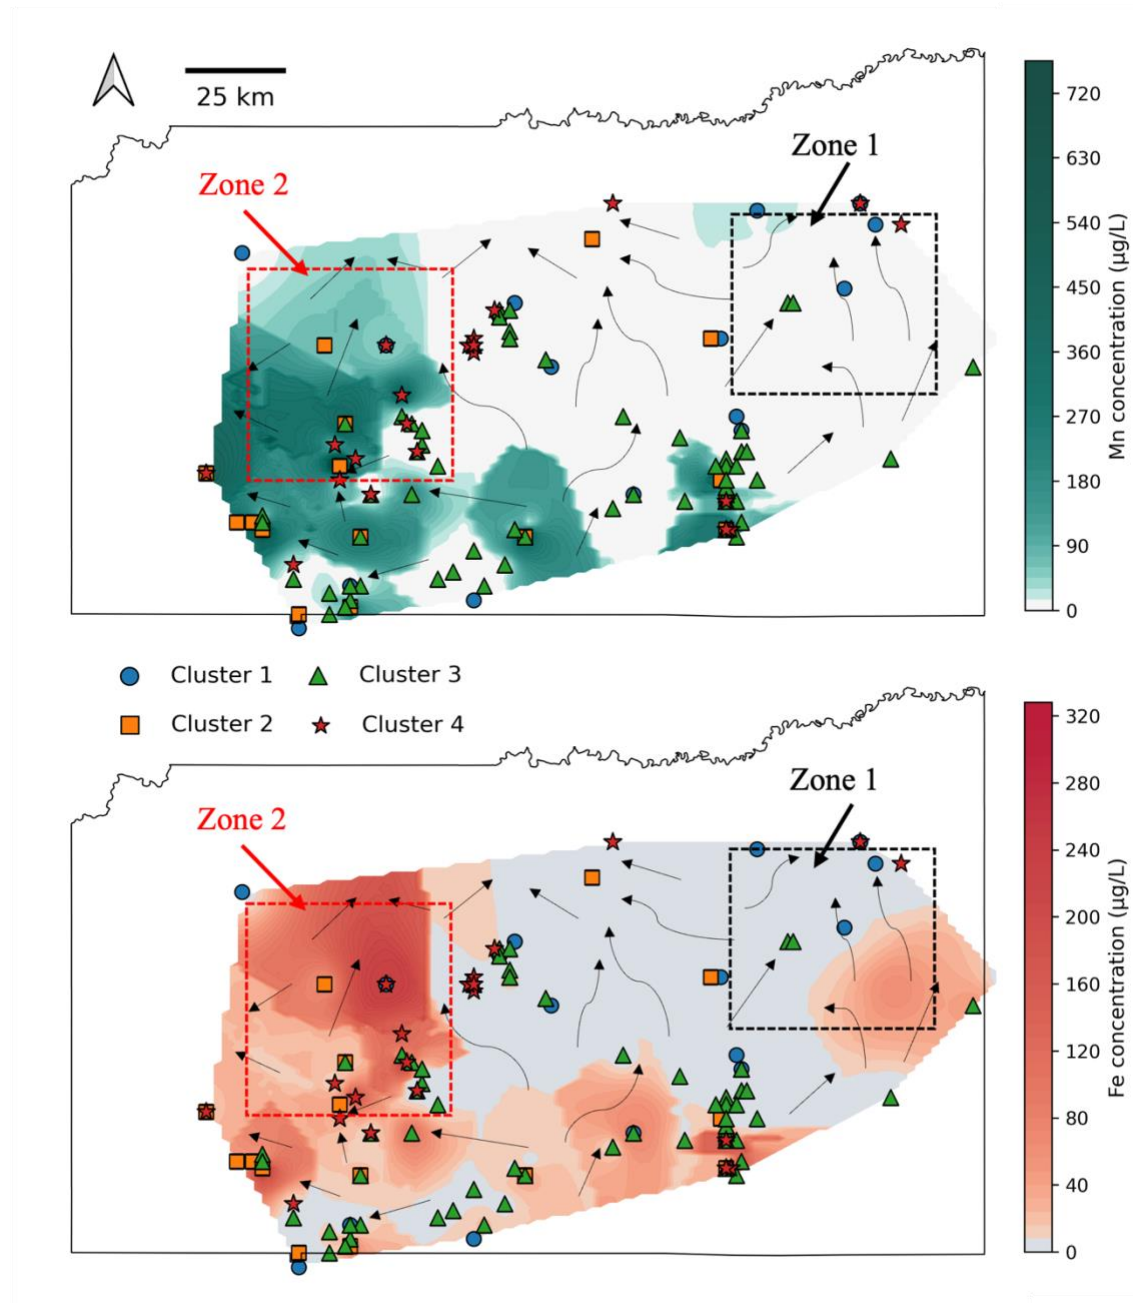 25 km
Zone 1
Zone 2
720
630
540
450
360
270
180
90
0
Mn concentration (µg/L)
Cluster 1
Cluster 3
Cluster 2
Cluster 4
Zone 1
Zone 2
320
280
240
200
160
120
80
40
0
Fe concentration (µg/L)